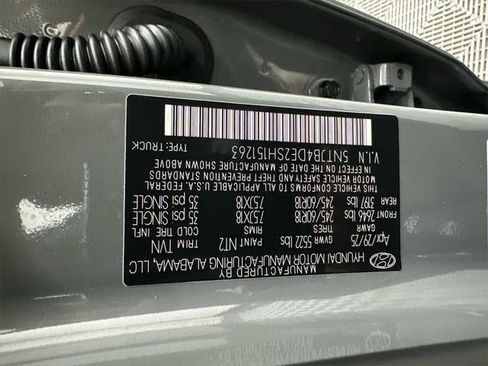 MANUFACTURED BY
HYUNDAI MOTOR MANUFACTURING ALABAMA, LLC
Apr/29/25 GVWR 5522 lbs PAINT NT2 TRIM TVN
GAWR TIRES RIMS COLD TIRE INFL
FRONT 2646 lbs 245/60R18 7.5JX18 35 psi SINGLE
REAR 3197 lbs 245/60R18 7.5JX18 35 psi SINGLE
THIS VEHICLE CONFORMS TO ALL APPLICABLE U.S.A. FEDERAL
MOTOR VEHICLE SAFETY AND THEFT PREVENTION STANDARDS
IN EFFECT ON THE DATE OF MANUFACTURE SHOWN ABOVE
V.I.N 5NTJB4DE2SH151263 TYPE: TRUCK